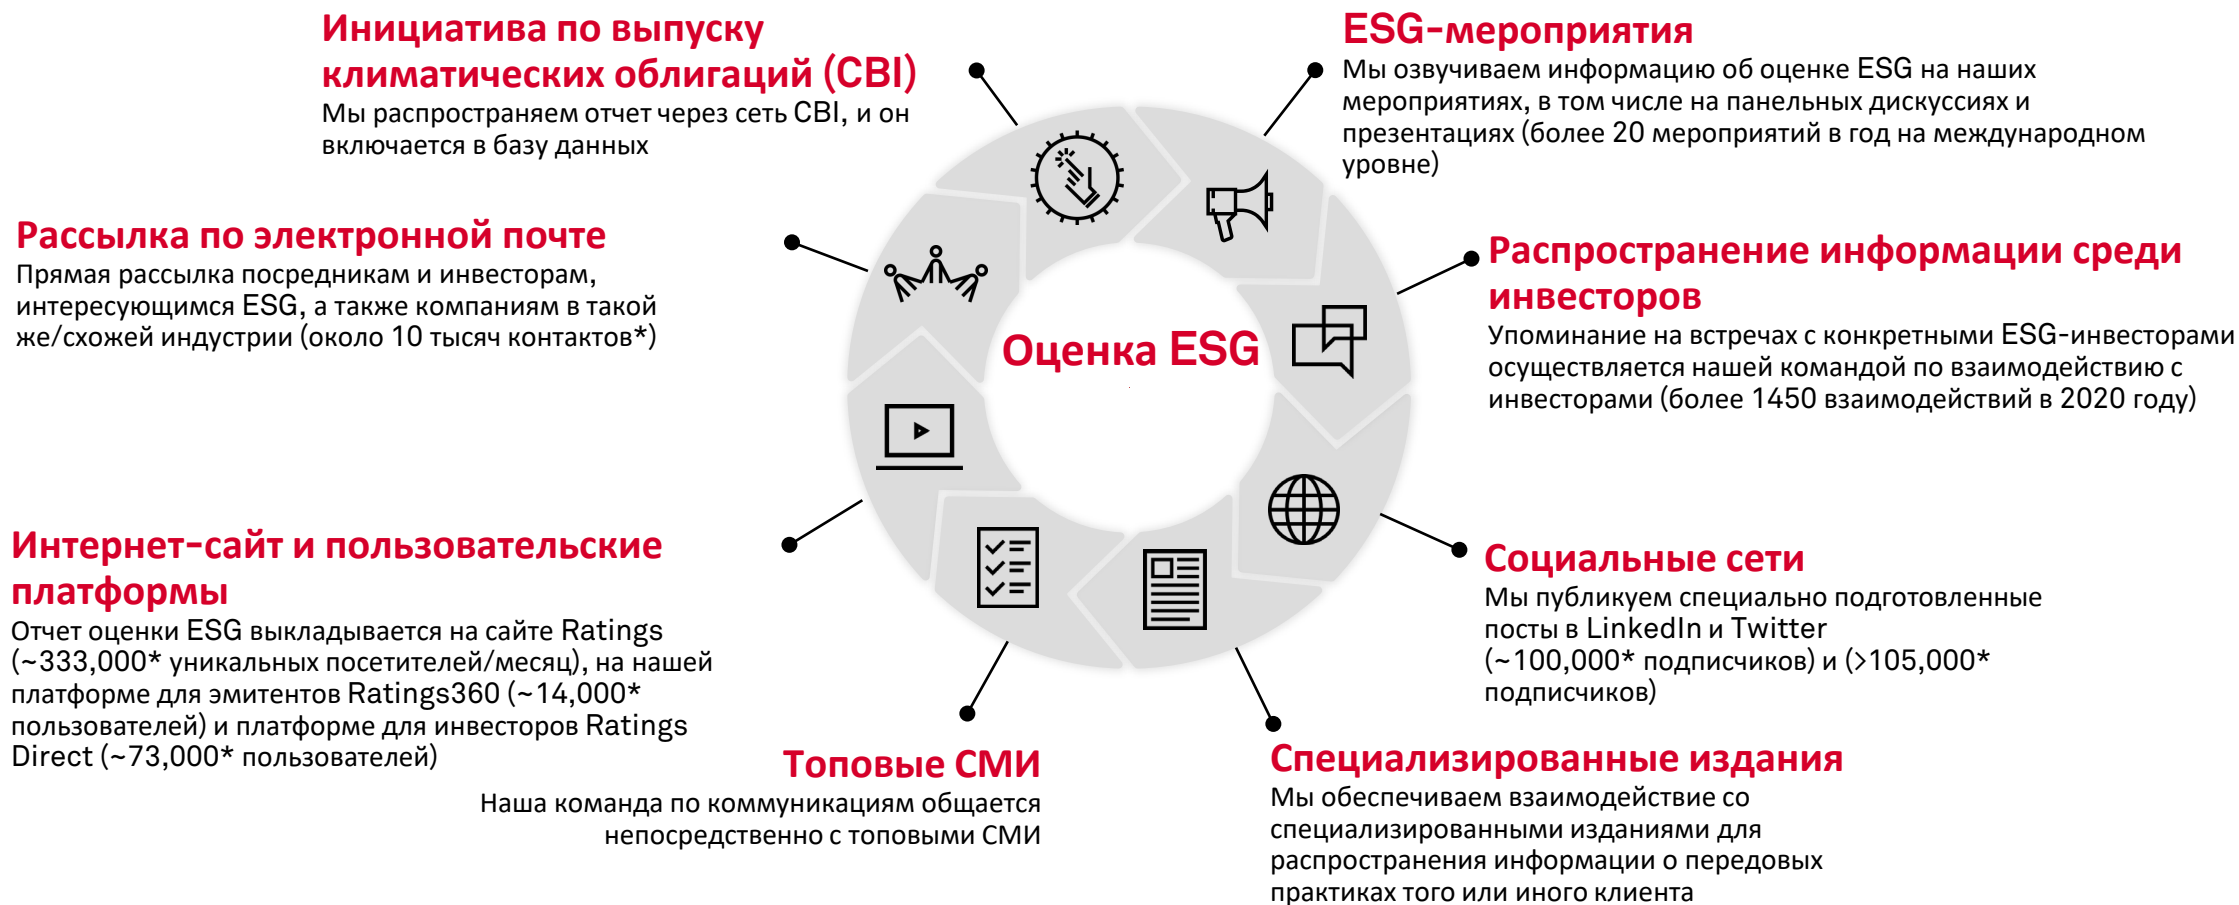 Инициатива по выпуску
климатических облигаций (CBI)
Мы распространяем отчет через сеть CBI, и он
включается в базу данных
ESG-мероприятия
Мы озвучиваем информацию об оценке ESG на наших
мероприятиях, в том числе на панельных дискуссиях и
презентациях (более 20 мероприятий в год на международном
уровне)
Рассылка по электронной почте
Прямая рассылка посредникам и инвесторам,
интересующимся ESG, а также компаниям в такой
же/схожей индустрии (около 10 тысяч контактов*)
Распространение информации среди
инвесторов
Упоминание на встречах с конкретными ESG-инвесторами
осуществляется нашей командой по взаимодействию с
инвесторами (более 1450 взаимодействий в 2020 году)
Оценка ESG
Интернет-сайт и пользовательские
платформы
Отчет оценки ESG выкладывается на сайте Ratings
(~333,000* уникальных посетителей/месяц), на нашей
платформе для эмитентов Ratings360 (~14,000*
пользователей) и платформе для инвесторов Ratings
Direct (~73,000* пользователей)
Социальные сети
Мы публикуем специально подготовленные
посты в LinkedIn и Twitter
(~100,000* подписчиков) и (>105,000*
подписчиков)
Топовые СМИ
Наша команда по коммуникациям общается
непосредственно с топовыми СМИ
Специализированные издания
Мы обеспечиваем взаимодействие со
специализированными изданиями для
распространения информации о передовых
практиках того или иного клиента